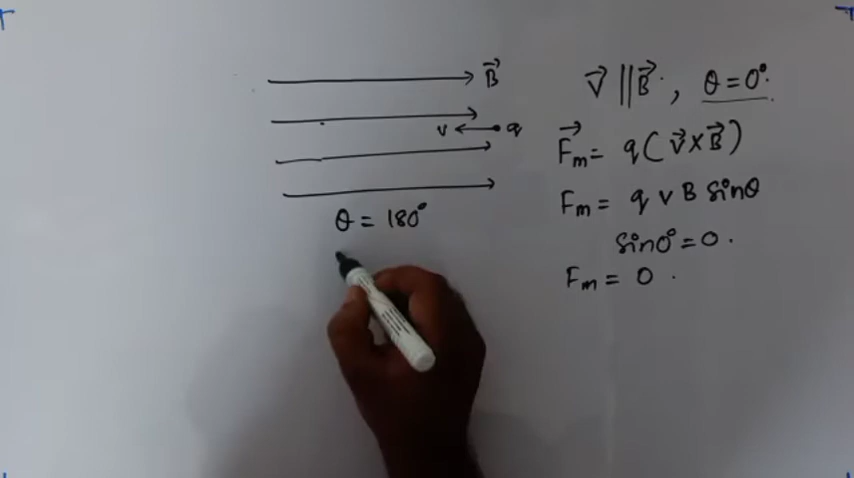 B⃗
v ← q
θ = 180°
V⃗ || B⃗ , θ = 0°.
F⃗m = q ( v⃗ × B⃗ )
Fm = q v B sinθ
sin0° = 0 .
Fm = 0 .